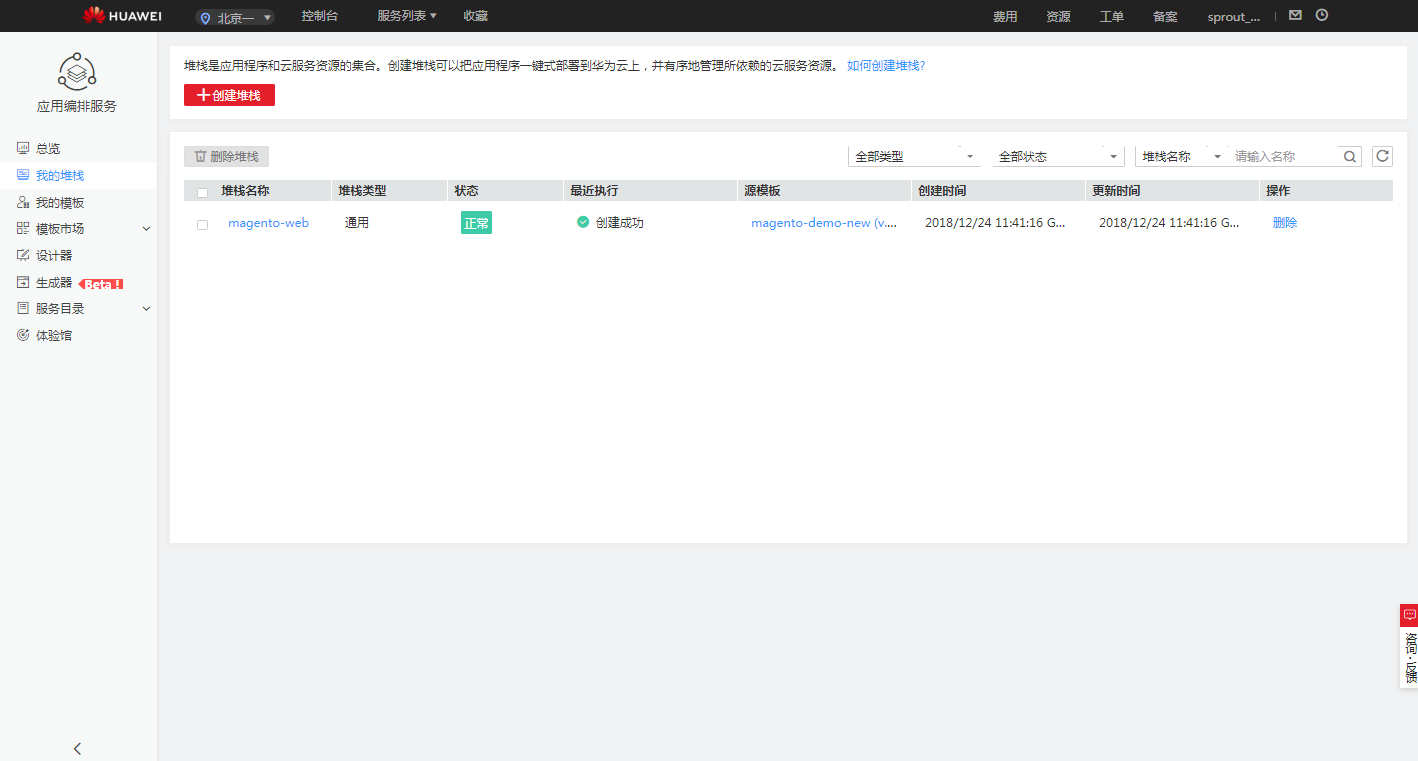 HUAWEI 北京一 控制台 服务列表 收藏 费用 资源 工单 备案 sprout_...
应用编排服务
总览
我的堆栈
我的模板
模板市场
设计器
生成器 Beta !
服务目录
体验馆
堆栈是应用程序和云服务资源的集合。创建堆栈可以把应用程序一键式部署到华为云上，并有序地管理所依赖的云服务资源。 如何创建堆栈?
创建堆栈
删除堆栈 全部类型 全部状态 堆栈名称 请输入名称
堆栈名称 堆栈类型 状态 最近执行 源模板 创建时间 更新时间 操作
magento-web 通用 正常 创建成功 magento-demo-new (v.... 2018/12/24 11:41:16 G... 2018/12/24 11:41:16 G... 删除
咨询·反馈